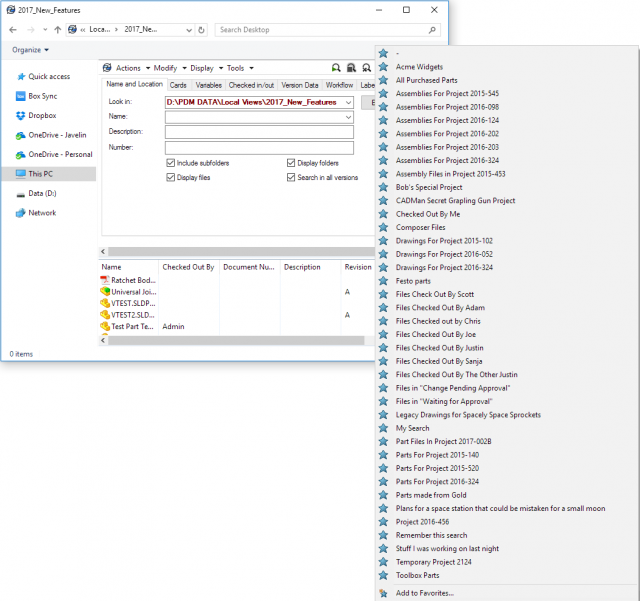 2017_New_Features
« Loca... › 2017_Ne...
Search Desktop
Organize
Quick access
Box Sync
Dropbox
OneDrive - Javelin
OneDrive - Personal
This PC
Data (D:)
Network
Actions Modify Display Tools
Name and Location Cards Variables Checked in/out Version Data Workflow Labe
Look in: D:\PDM DATA\Local Views\2017_New_Features
Name:
Description:
Number:
Include subfolders Display folders
Display files Search in all versions
Name Checked Out By Document Nu... Description Revision
Ratchet Bod...
Universal Joi... A
VTEST.SLDP...
VTEST2.SLD... A
Test Part Te... Admin
0 items
-
Acme Widgets
All Purchased Parts
Assemblies For Project 2015-545
Assemblies For Project 2016-098
Assemblies For Project 2016-124
Assemblies For Project 2016-202
Assemblies For Project 2016-203
Assemblies For Project 2016-324
Assembly Files in Project 2015-453
Bob's Special Project
CADMan Secret Grapling Gun Project
Checked Out By Me
Composer Files
Drawings For Project 2015-102
Drawings For Project 2016-052
Drawings For Project 2016-324
Festo parts
Files Check Out By Scott
Files Checked Out by Adam
Files Checked out by Chris
Files Checked Out By Joe
Files Checked Out By Justin
Files Checked Out By Sanja
Files Checked Out By The Other Justin
Files in "Change Pending Approval"
Files in "Waiting for Approval"
Legacy Drawings for Spacely Space Sprockets
My Search
Part Files In Project 2017-002B
Parts For Project 2015-140
Parts For Project 2015-520
Parts For Project 2016-324
Parts made from Gold
Plans for a space station that could be mistaken for a small moon
Project 2016-456
Remember this search
Stuff I was working on last night
Temporary Project 2124
Toolbox Parts
Add to Favorites...